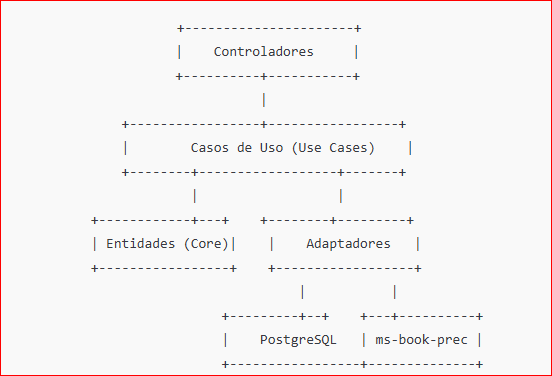 Controladores
Casos de Uso (Use Cases)
Entidades (Core) Adaptadores
PostgreSQL ms-book-prec